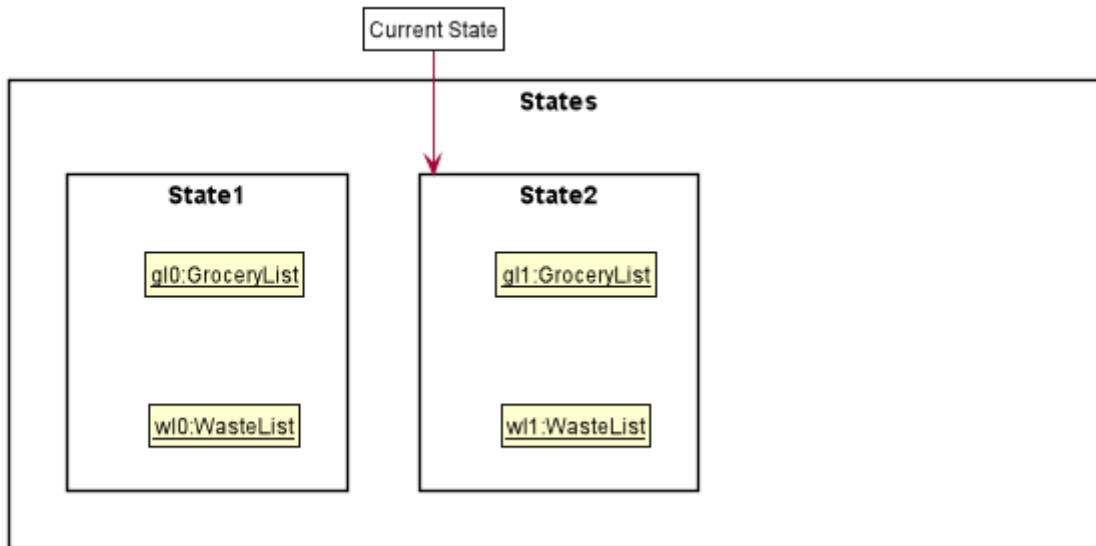 Current State
States
State1
State2
gl0:GroceryList
gl1:GroceryList
wl0:WasteList
wl1:WasteList